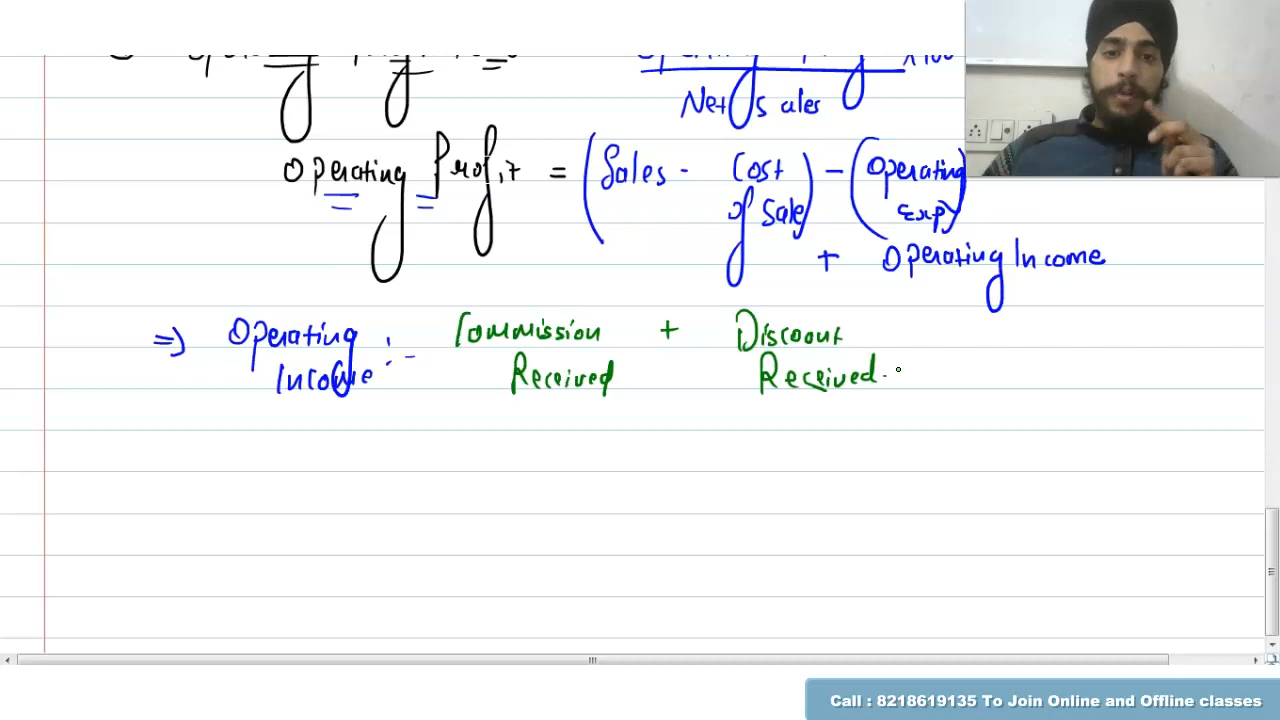 × 100
Net Sales
Operating Profit = (Sales - Cost of Sale) - (Operating Exp)
+ Operating Income
=> Operating Income :- Commission Received + Discount Received.
Call : 8218619135 To Join Online and Offline classes